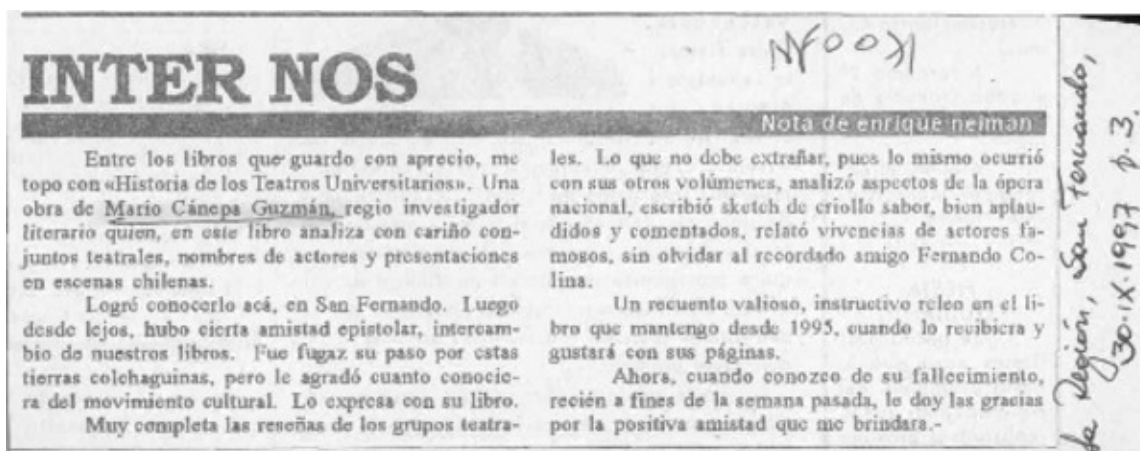 INTER NOS
Nota de enrique neiman
Entre los libros que guardo con aprecio, me
topo con «Historia de los Teatros Universitarios». Una
obra de Mario Cánepa Guzmán, regio investigador
literario quien, en este libro analiza con cariño con-
juntos teatrales, nombres de actores y presentaciones
en escenas chilenas.
Logré conocerlo acá, en San Fernando. Luego
desde lejos, hubo cierta amistad epistolar, intercam-
bio de nuestros libros. Fue fugaz su paso por estas
tierras colchaguinas, pero le agradó cuanto conocie-
ra del movimiento cultural. Lo expresa con su libro.
Muy completa las reseñas de los grupos teatra-
les. Lo que no debe extrañar, pues lo mismo ocurrió
con sus otros volúmenes, analizó aspectos de la ópera
nacional, escribió sketch de criollo sabor, bien aplau-
didos y comentados, relató vivencias de actores fa-
mosos, sin olvidar al recordado amigo Fernando Co-
lina.
Un recuento valioso, instructivo releo en el li-
bro que mantengo desde 1995, cuando lo recibiera y
gustará con sus páginas.
Ahora, cuando conozco de su fallecimiento,
recién a fines de la semana pasada, le doy las gracias
por la positiva amistad que me brindara.-
la Región, San Fernando,
30.IX.1997 p. 3.